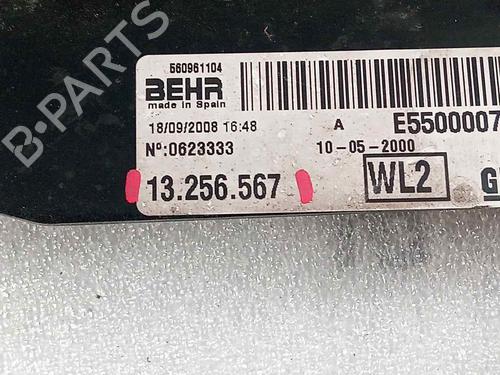 B-PARTS
560961104
BEHR
made in Spain
18/09/2008 16:48 A E5500007
Nº:0623333 10-05-2000
13.256.567 WL2